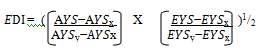 EDI= ( AYS–AYSx X EYS–EYSx )1/2
AYSv–AYSx EYSv–EYSx